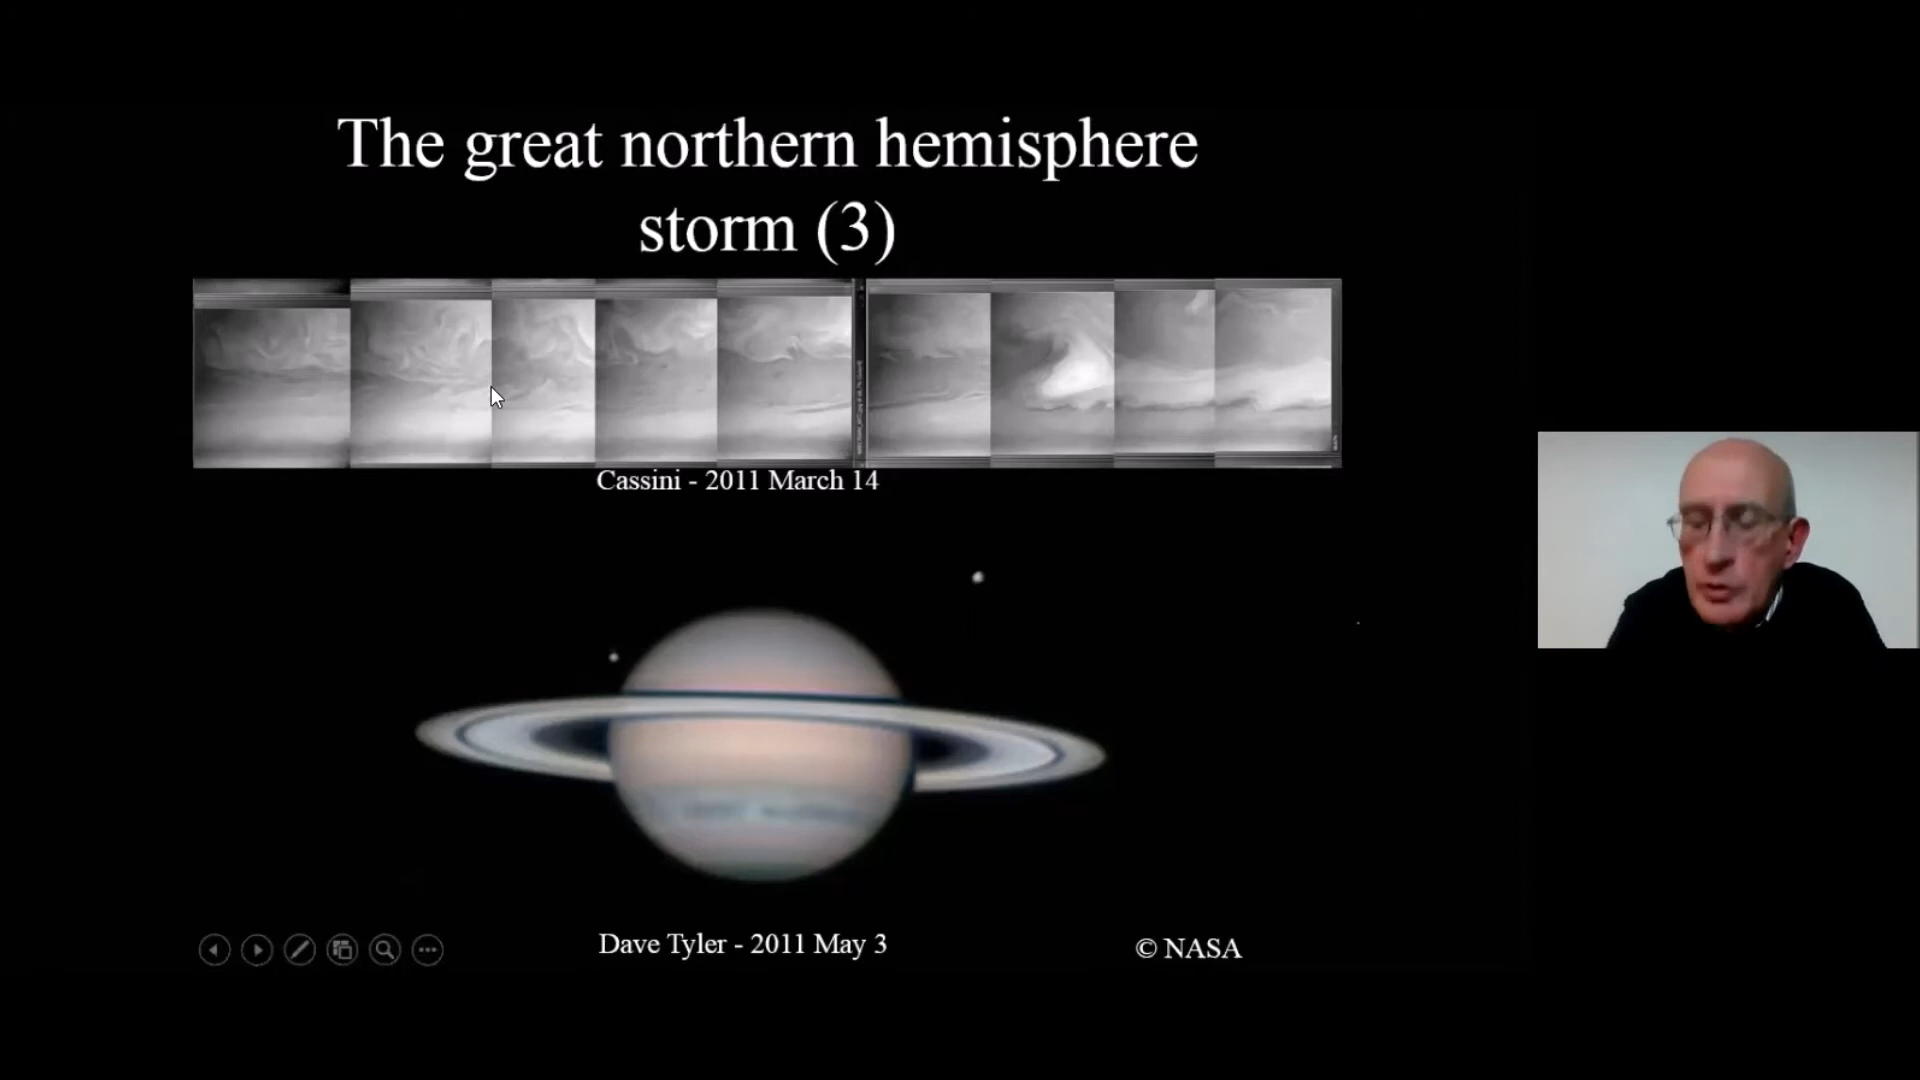 The great northern hemisphere
storm (3)
Cassini - 2011 March 14
Dave Tyler - 2011 May 3
© NASA